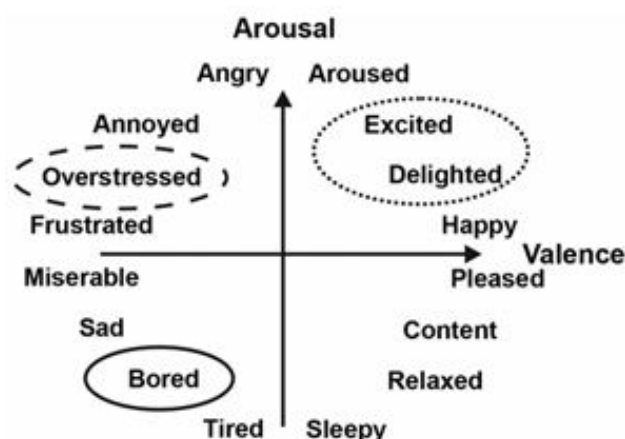 Arousal
Angry Aroused
Annoyed
Excited
Overstressed
Delighted
Frustrated
Happy
Valence
Miserable
Pleased
Sad
Content
Bored
Relaxed
Tired Sleepy